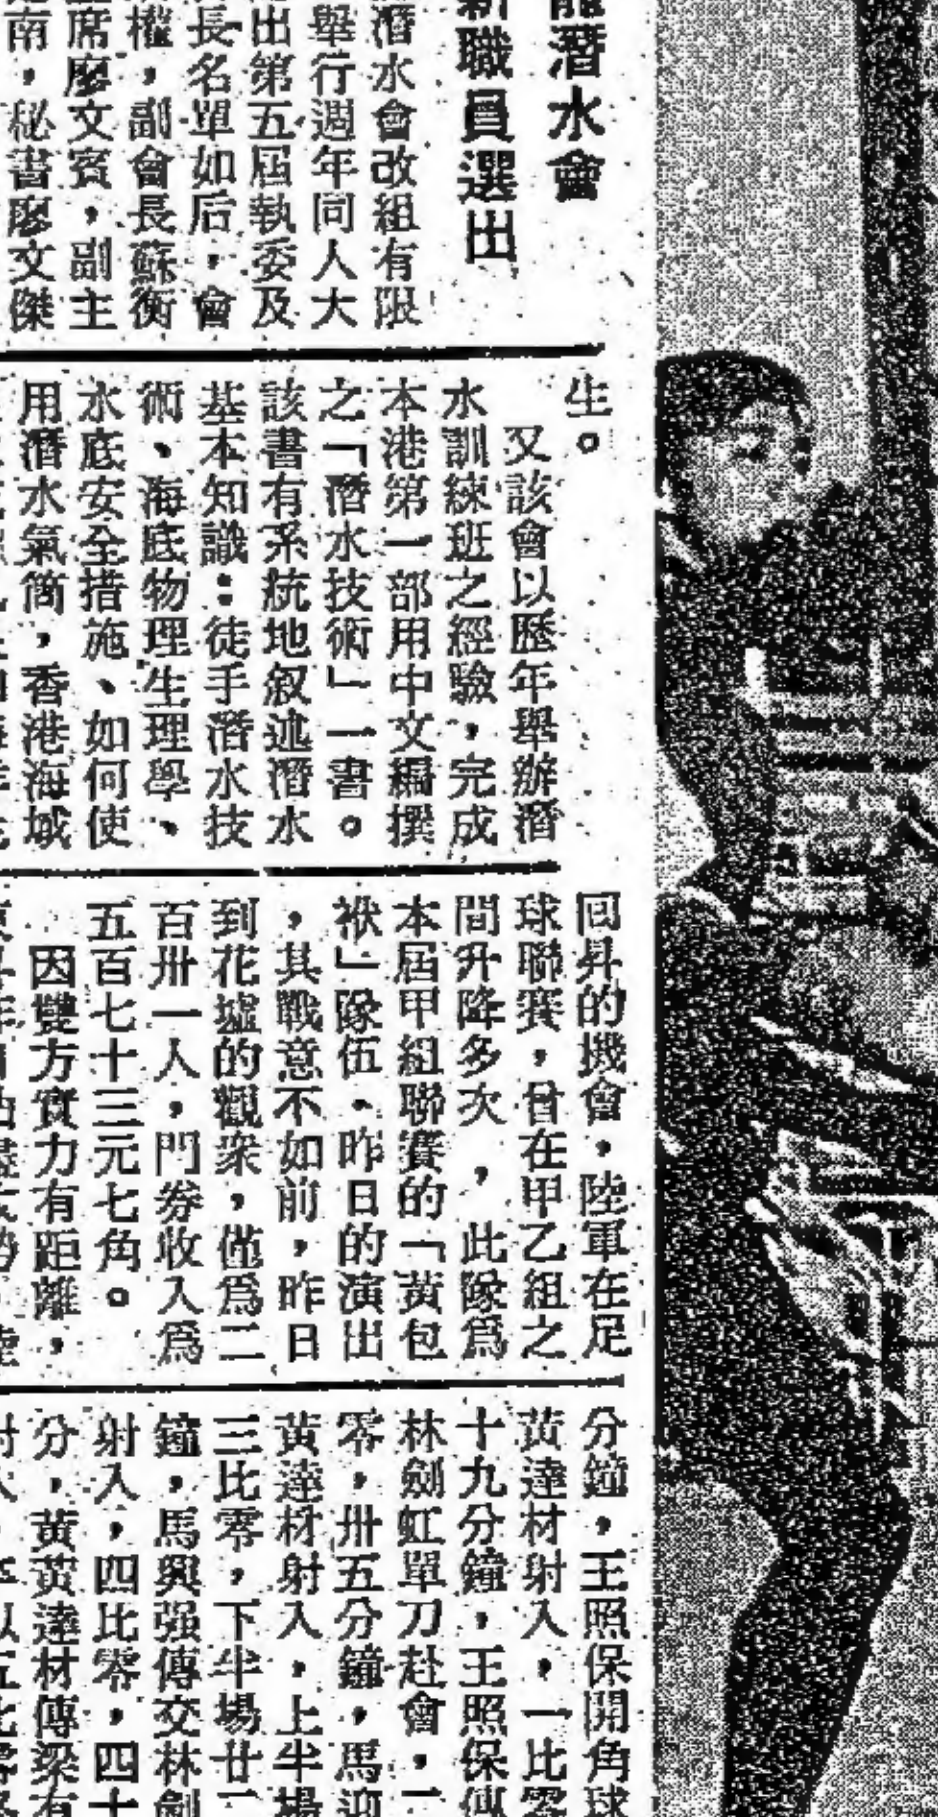 潛水會
職員選出
潛水會改組有限
舉行週年同人大
出第五屆執委及
長名單如后，會
權，副會長蘇衡
席廖文賓，副主
南，秘書廖文傑
生。
又該會以歷年舉辦潛
水訓練班之經驗，完成
本港第一部用中文編撰
之「潛水技術」一書。
該書有系統地叙述潛水
基本知識：徒手潛水技
術、海底物理生理學、
水底安全措施、如何使
用潛水氣筒，香港海域
回昇的機會，陸軍在足
球聯賽，曾在甲乙組之
間升降多次，此隊爲
本屆甲組聯賽的「黃包
袱」隊伍、昨日的演出
，其戰意不如前，昨日
到花墟的觀衆，僅爲二
百卅一人，門券收入爲
五百七十三元七角。
因雙方實力有距離，
分鐘，王照保開角球
黃達材射入，一比零
十九分鐘，王照保傳
林劍虹單刀赴會，二
零，卅五分鐘，馬迎
黃達材射入，上半場
三比零，下半場廿一
鐘，馬興强傳交林劍
射入，四比零，四十
分，黃黃達材傳梁有